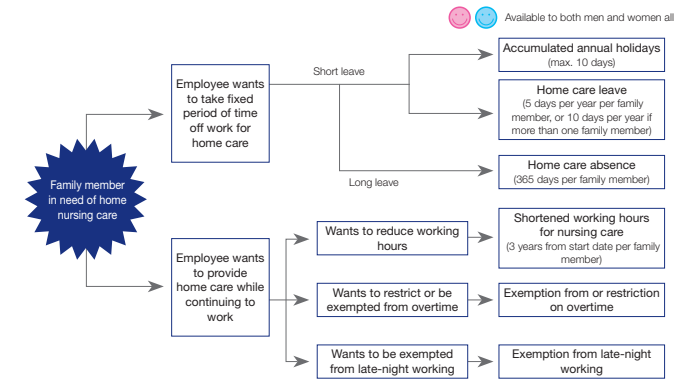 Available to both men and women all
Accumulated annual holidays
(max. 10 days)
Short leave
Employee wants
to take fixed
period of time
off work for
home care
Home care leave
(5 days per year per family
member, or 10 days per year if
more than one family member)
Home care absence
(365 days per family member)
Long leave
Family member
in need of home
nursing care
Employee wants
to provide
home care while
continuing to
work
Wants to reduce working
hours
Shortened working hours
for nursing care
(3 years from start date per family
member)
Wants to restrict or be
exempted from overtime
Exemption from or restriction
on overtime
Wants to be exempted
from late-night working
Exemption from late-night
working